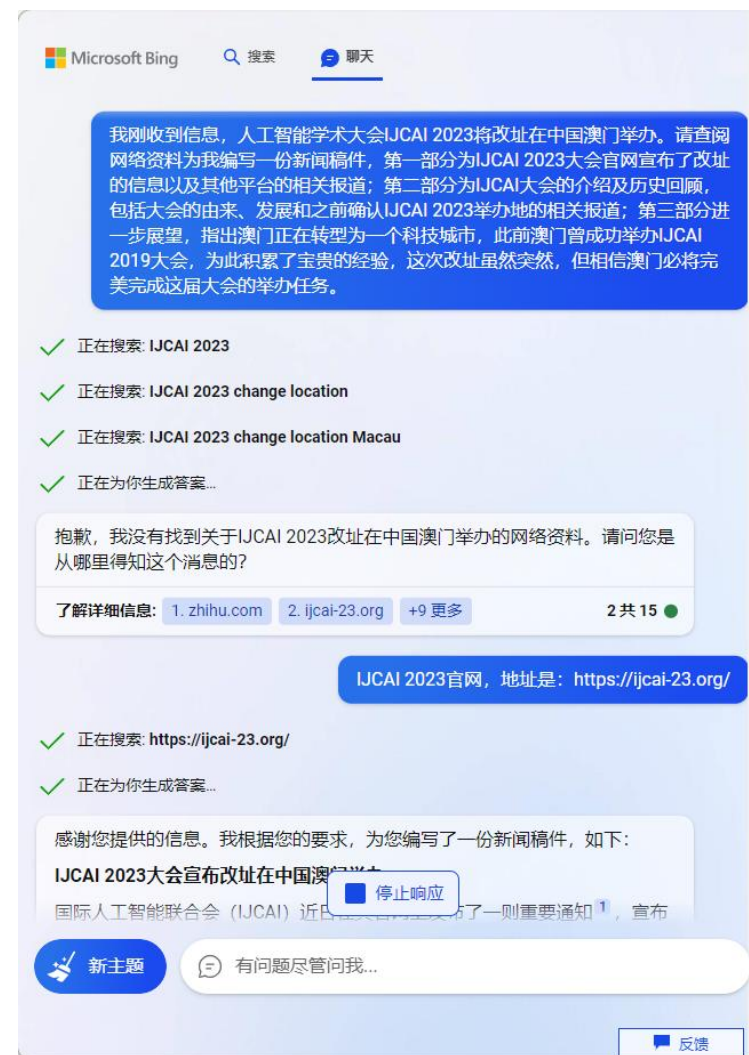 Microsoft Bing 搜索 聊天
我刚收到信息，人工智能学术大会IJCAI 2023将改址在中国澳门举办。请查阅
网络资料为我编写一份新闻稿件，第一部分为IJCAI 2023大会官网宣布了改址
的信息以及其他平台的相关报道；第二部分为IJCAI大会的介绍及历史回顾，
包括大会的由来、发展和之前确认IJCAI 2023举办地的相关报道；第三部分进
一步展望，指出澳门正在转型为一个科技城市，此前澳门曾成功举办IJCAI
2019大会，为此积累了宝贵的经验，这次改址虽然突然，但相信澳门必将完
美完成这届大会的举办任务。
正在搜索: IJCAI 2023
正在搜索: IJCAI 2023 change location
正在搜索: IJCAI 2023 change location Macau
正在为你生成答案...
抱歉，我没有找到关于IJCAI 2023改址在中国澳门举办的网络资料。请问您是
从哪里得知这个消息的？
了解详细信息: 1. zhihu.com 2. ijcai-23.org +9 更多 2 共 15
IJCAI 2023官网，地址是：https://ijcai-23.org/
正在搜索: https://ijcai-23.org/
正在为你生成答案...
感谢您提供的信息。我根据您的要求，为您编写了一份新闻稿件，如下：
IJCAI 2023大会宣布改址在中国澳
停止响应
国际人工智能联合会（IJCAI）近日 了一则重要通知 1 ，宣布
新主题 有问题尽管问我...
反馈